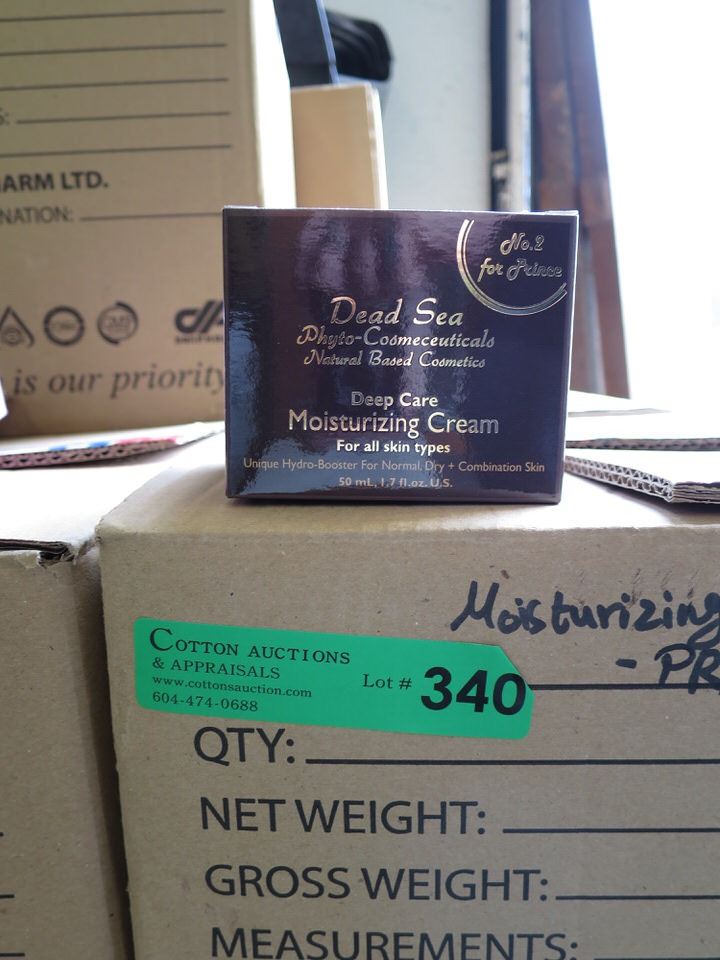 ARM LTD.
NATION:
is our priority
No.2
for Prince
Dead Sea
Phyto-Cosmeceuticals
Natural Based Cosmetics
Deep Care
Moisturizing Cream
For all skin types
Unique Hydro-Booster For Normal, Dry + Combination Skin
50 mL, 1.7 fl.oz. U.S.
Moisturizing
- PR
COTTON AUCTIONS
& APPRAISALS
www.cottonsauction.com
604-474-0688
Lot # 340
QTY:
NET WEIGHT:
GROSS WEIGHT:
MEASUREMENTS: